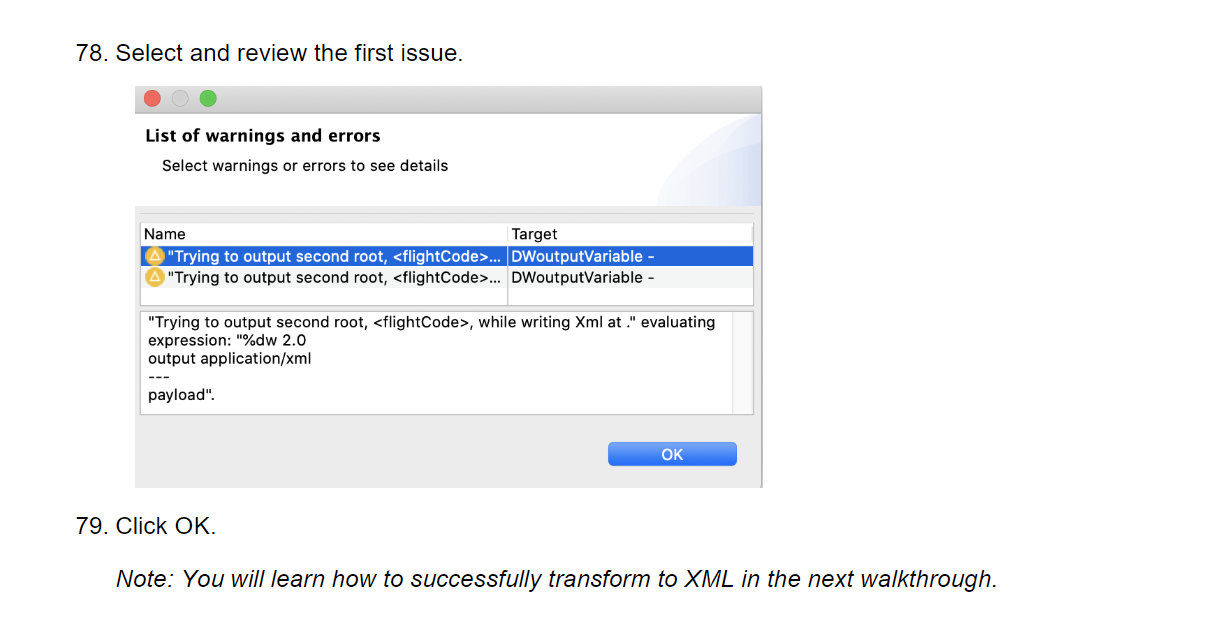 78. Select and review the first issue.
List of warnings and errors
Select warnings or errors to see details
Name Target
"Trying to output second root, <flightCode>... DWoutputVariable -
"Trying to output second root, <flightCode>... DWoutputVariable -
"Trying to output second root, <flightCode>, while writing Xml at ." evaluating
expression: "%dw 2.0
output application/xml
---
payload".
OK
79. Click OK.
Note: You will learn how to successfully transform to XML in the next walkthrough.